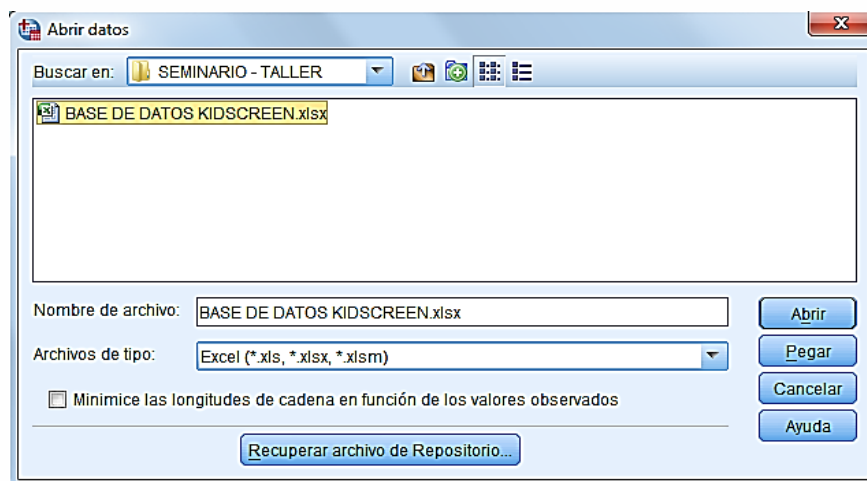 Abrir datos
Buscar en: SEMINARIO - TALLER
BASE DE DATOS KIDSCREEN.xlsx
Nombre de archivo: BASE DE DATOS KIDSCREEN.xlsx
Abrir
Archivos de tipo: Excel (*.xls, *.xlsx, *.xlsm)
Pegar
Minimice las longitudes de cadena en función de los valores observados
Cancelar
Ayuda
Recuperar archivo de Repositorio...